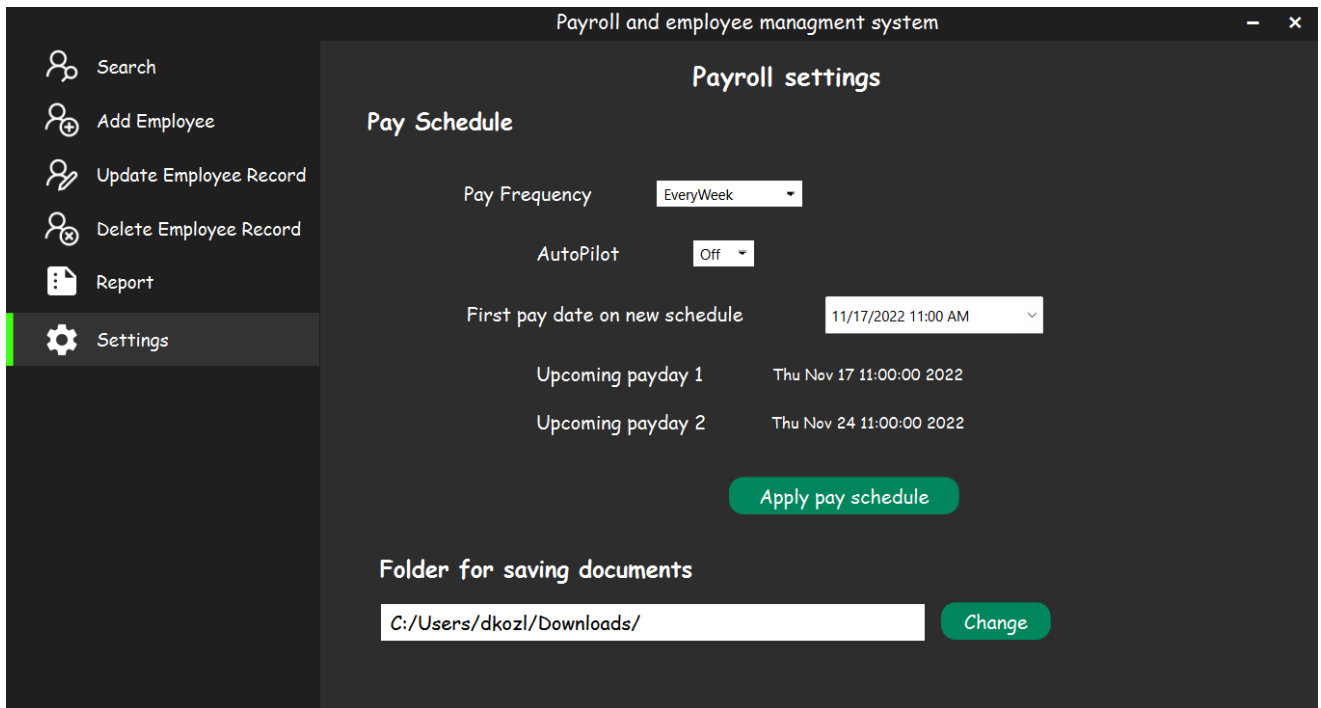 Payroll and employee managment system
Search
Add Employee
Update Employee Record
Delete Employee Record
Report
Settings
Payroll settings
Pay Schedule
Pay Frequency EveryWeek
AutoPilot Off
First pay date on new schedule 11/17/2022 11:00 AM
Upcoming payday 1 Thu Nov 17 11:00:00 2022
Upcoming payday 2 Thu Nov 24 11:00:00 2022
Apply pay schedule
Folder for saving documents
C:/Users/dkozl/Downloads/ Change